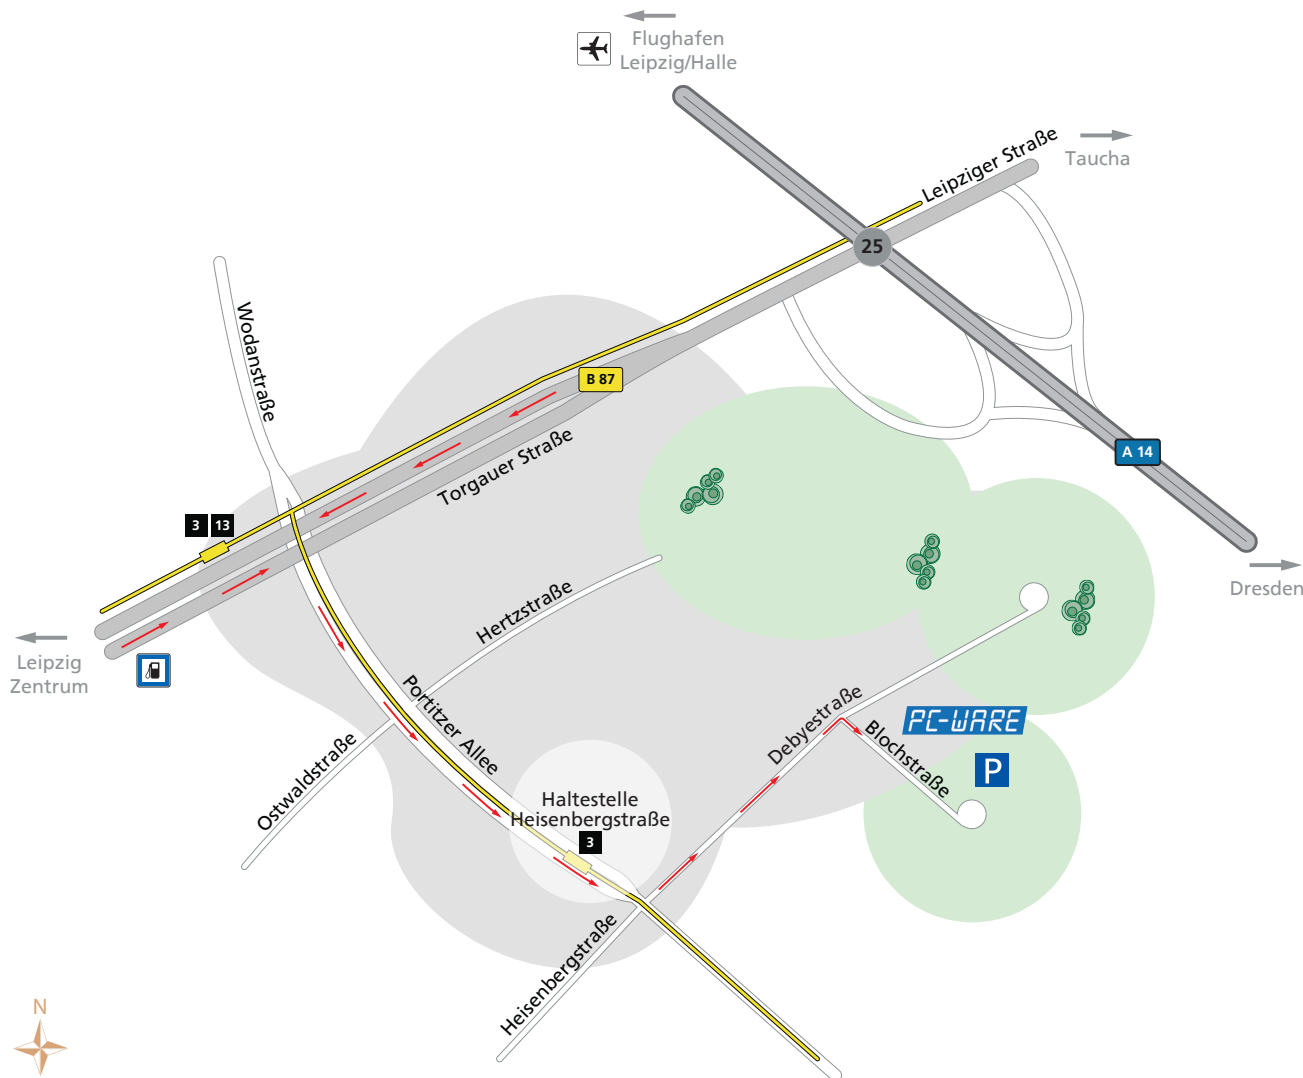 Flughafen
Leipzig/Halle
Leipziger Straße
Taucha
25
Wodanstraße
B 87
Torgauer Straße
A 14
3 13
Dresden
Hertzstraße
Leipzig
Zentrum
Portitzer Allee
Debyestraße
PC-WARE
Blochstraße
P
Ostwaldstraße
Haltestelle
Heisenbergstraße
3
Heisenbergstraße
N